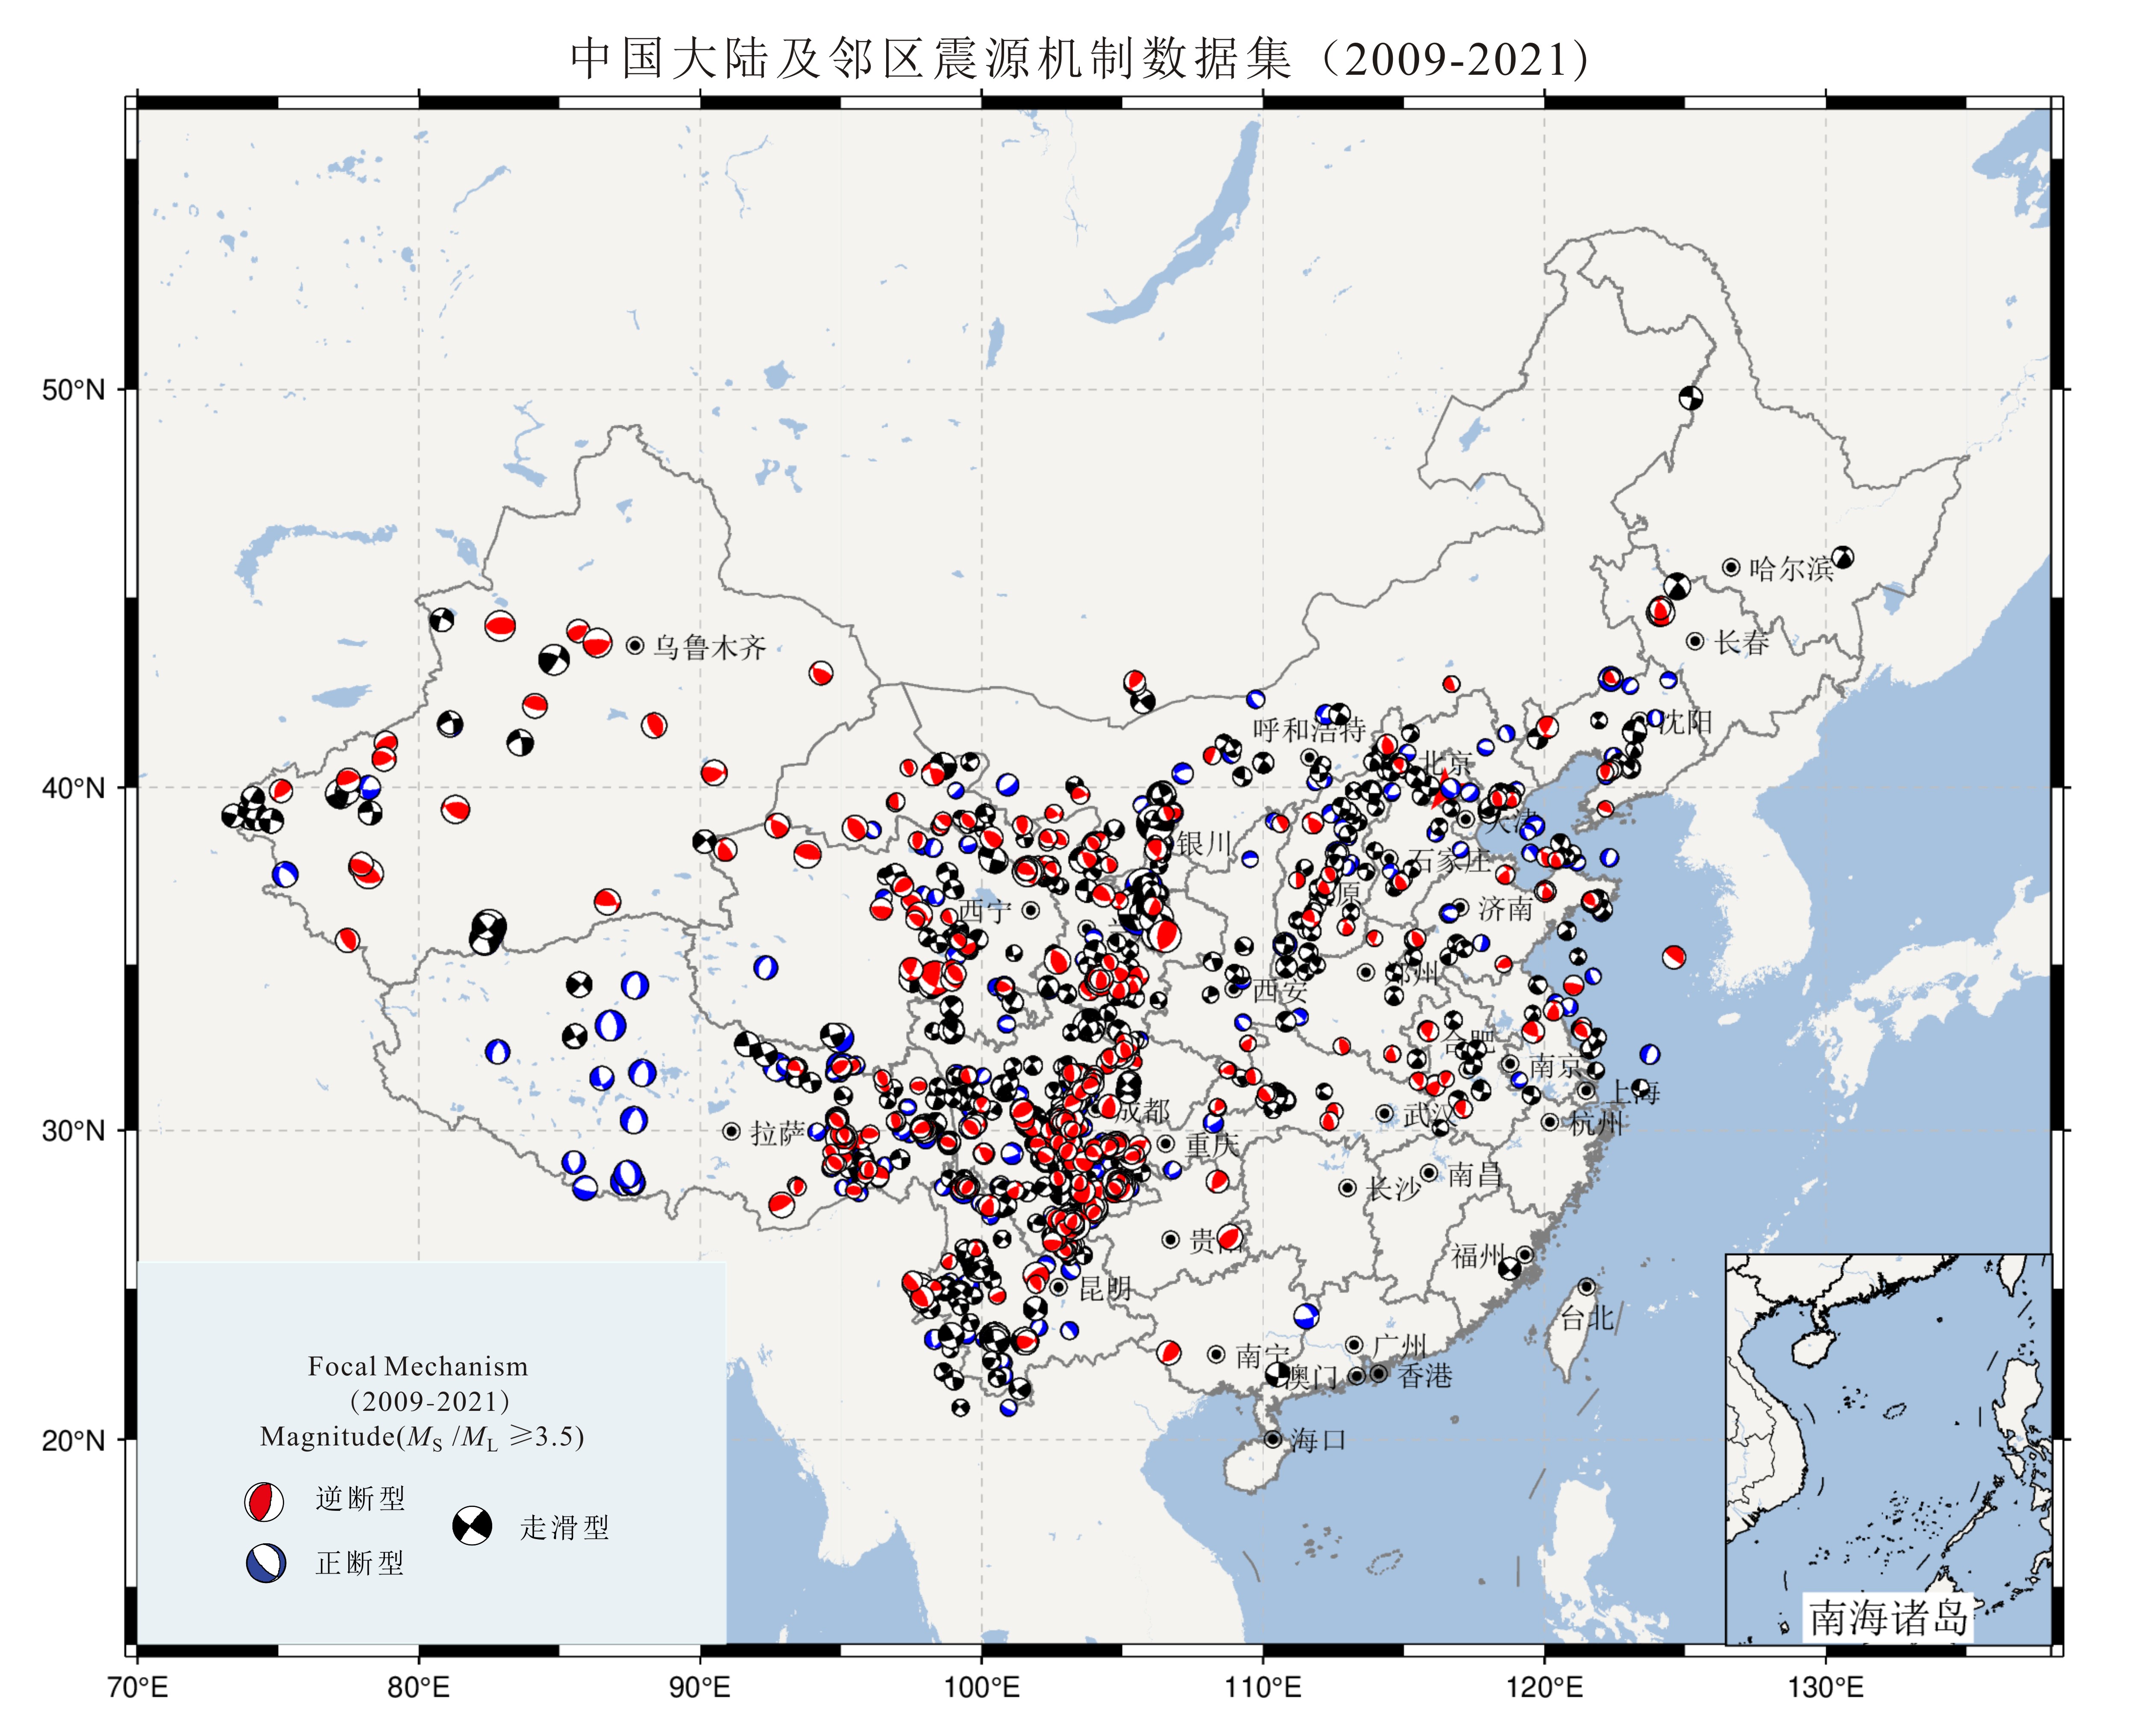 中国大陆及邻区震源机制数据集（2009-2021）
50°N
40°N
30°N
20°N
哈尔滨
长春
乌鲁木齐
沈阳
呼和浩特
北京
天津
银川
石家庄
原
西宁
济南
郑州
西安
合肥
南京
上海
成都
武汉
杭州
拉萨
重庆
南昌
长沙
贵
福州
昆明
台北
广州
南宁
澳门
香港
海口
Focal Mechanism
(2009-2021)
Magnitude(MS /ML ≥3.5)
逆断型
走滑型
正断型
南海诸岛
70°E
80°E
90°E
100°E
110°E
120°E
130°E